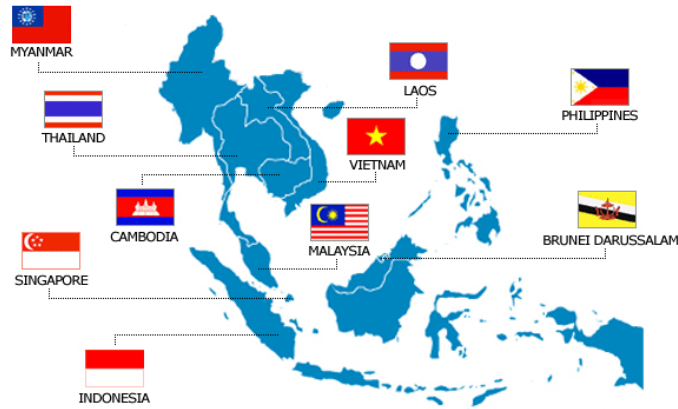 MYANMAR
LAOS
PHILIPPINES
THAILAND
VIETNAM
CAMBODIA
BRUNEI DARUSSALAM
MALAYSIA
SINGAPORE
INDONESIA